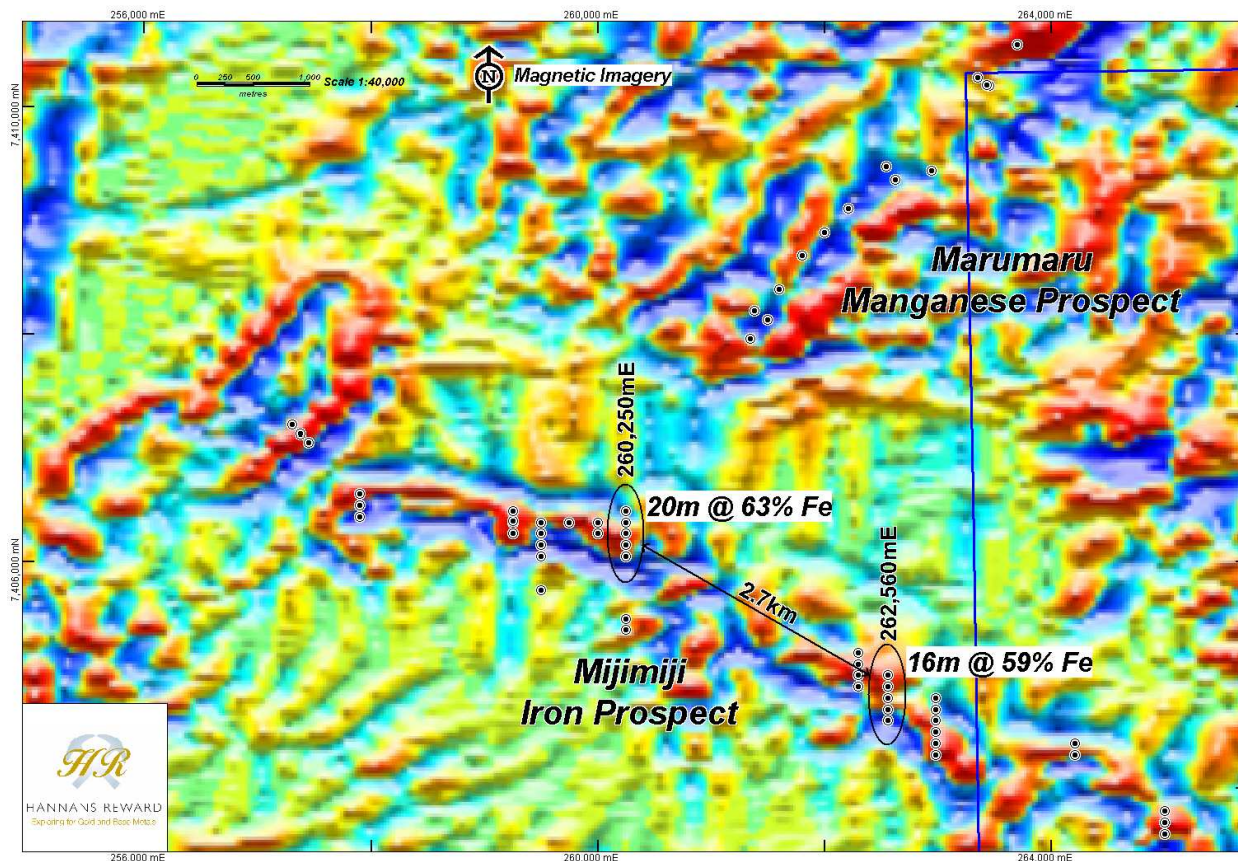 256,000 mE
260,000 mE
264,000 mE
0 250 500 1,000 Scale 1:40,000
metres
N
Magnetic Imagery
7,410,000 mN
Marumaru
Manganese Prospect
260,250mE
20m @ 63% Fe
7,406,000 mN
2.7km
262,560mE
16m @ 59% Fe
Mijimiji
Iron Prospect
HR
HANNANS REWARD
Exploring for Gold and Base Metals
256,000 mE
260,000 mE
264,000 mE